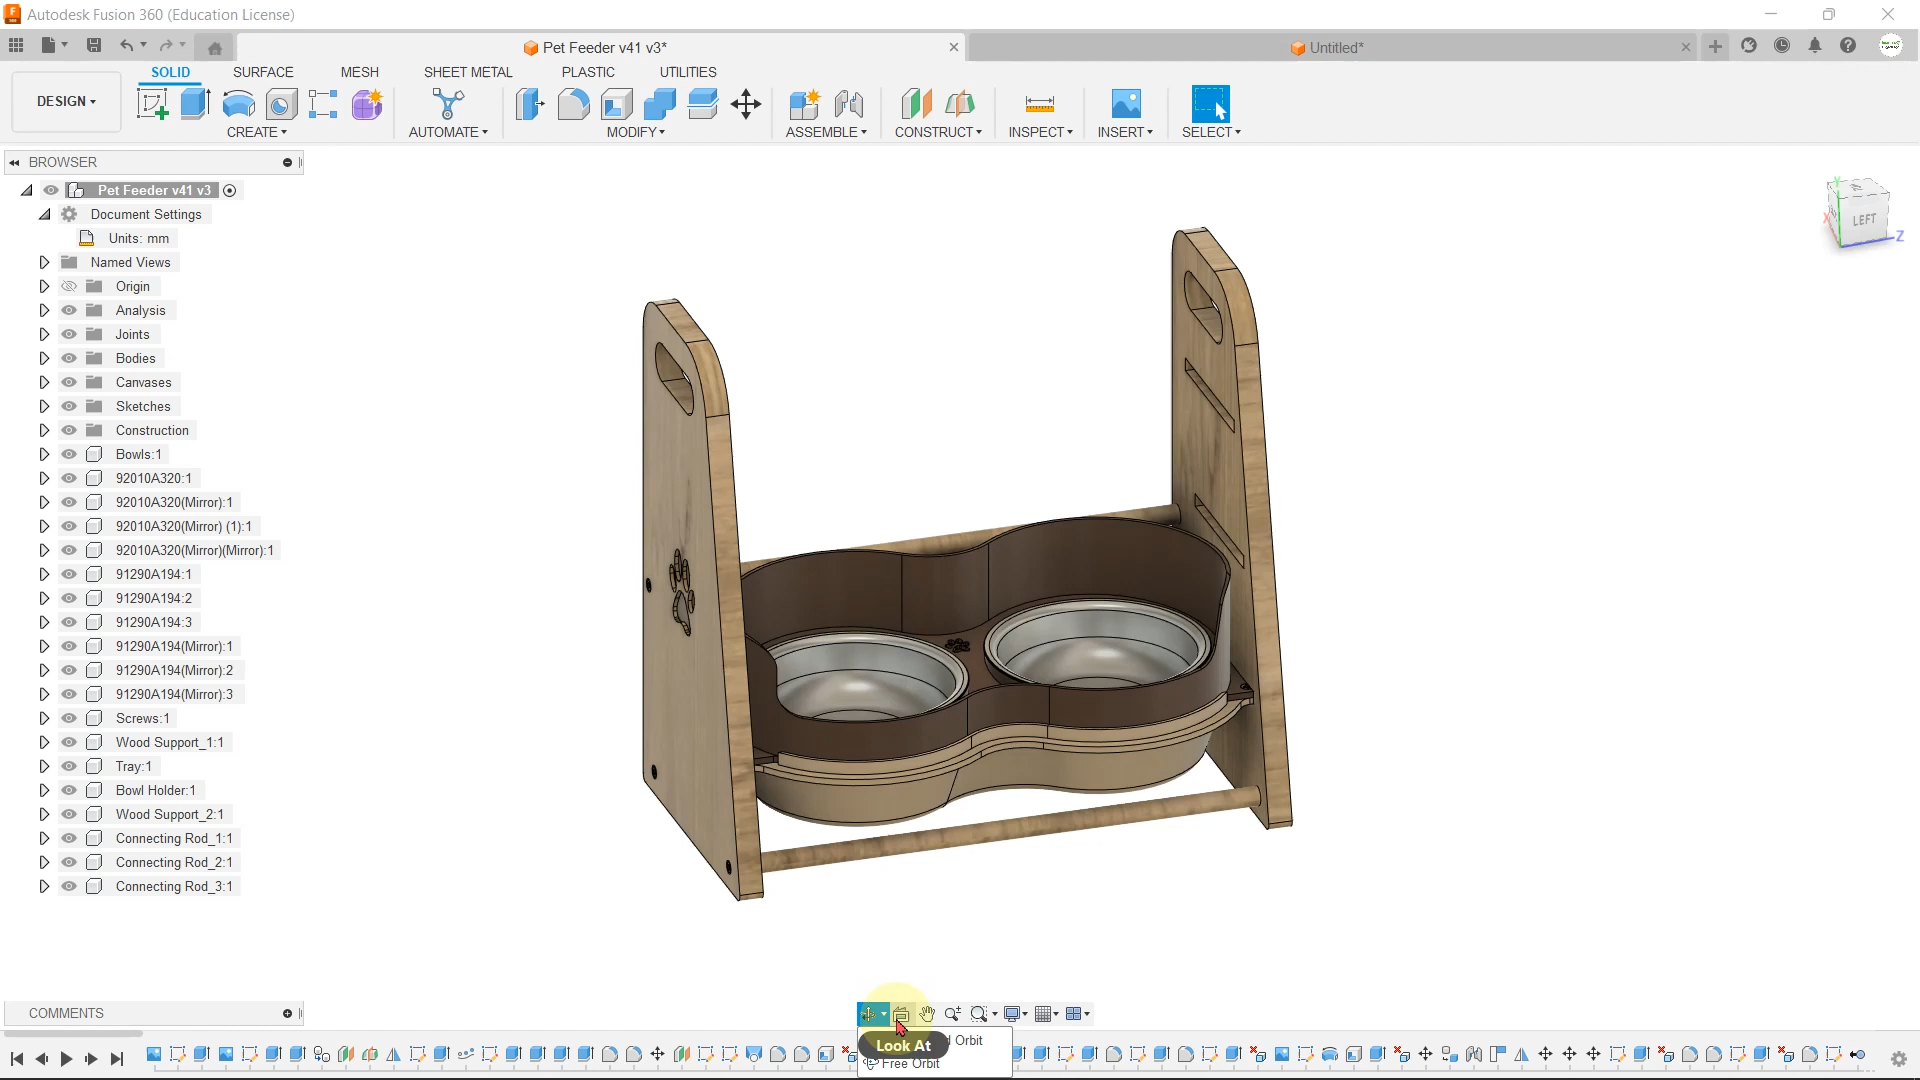 Autodesk Fusion 360 (Education License)
Pet Feeder v41 v3*
Untitled*
SOLID SURFACE MESH SHEET METAL PLASTIC UTILITIES
DESIGN
CREATE AUTOMATE MODIFY ASSEMBLE CONSTRUCT INSPECT INSERT SELECT
BROWSER
Pet Feeder v41 v3
Document Settings
Units: mm
Named Views
Origin
Analysis
Joints
Bodies
Canvases
Sketches
Construction
Bowls:1
92010A320:1
92010A320(Mirror):1
92010A320(Mirror) (1):1
92010A320(Mirror)(Mirror):1
91290A194:1
91290A194:2
91290A194:3
91290A194(Mirror):1
91290A194(Mirror):2
91290A194(Mirror):3
Screws:1
Wood Support_1:1
Tray:1
Bowl Holder:1
Wood Support_2:1
Connecting Rod_1:1
Connecting Rod_2:1
Connecting Rod_3:1
LEFT
X
Y
Z
COMMENTS
d Orbit
Look At
Free Orbit